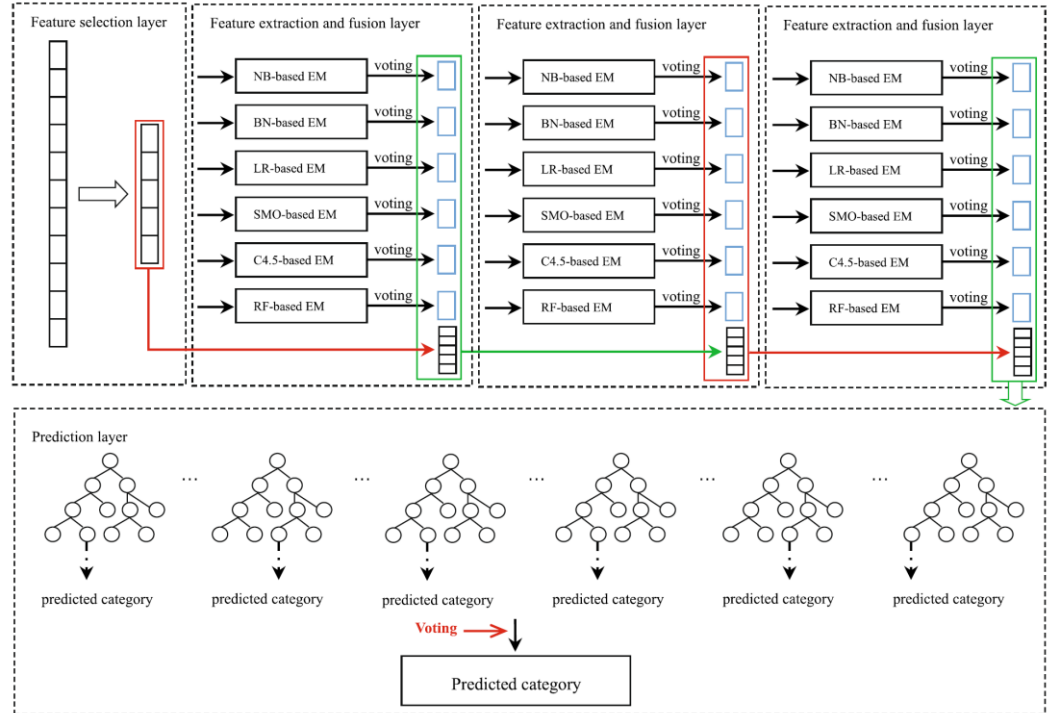 Feature selection layer
Feature extraction and fusion layer
NB-based EM
voting
BN-based EM
voting
LR-based EM
voting
SMO-based EM
voting
C4.5-based EM
voting
RF-based EM
voting
Feature extraction and fusion layer
NB-based EM
voting
BN-based EM
voting
LR-based EM
voting
SMO-based EM
voting
C4.5-based EM
voting
RF-based EM
voting
Feature extraction and fusion layer
NB-based EM
voting
BN-based EM
voting
LR-based EM
voting
SMO-based EM
voting
C4.5-based EM
voting
RF-based EM
voting
Prediction layer
... ... ... ... ...
predicted category predicted category predicted category predicted category predicted category predicted category
Voting
Predicted category